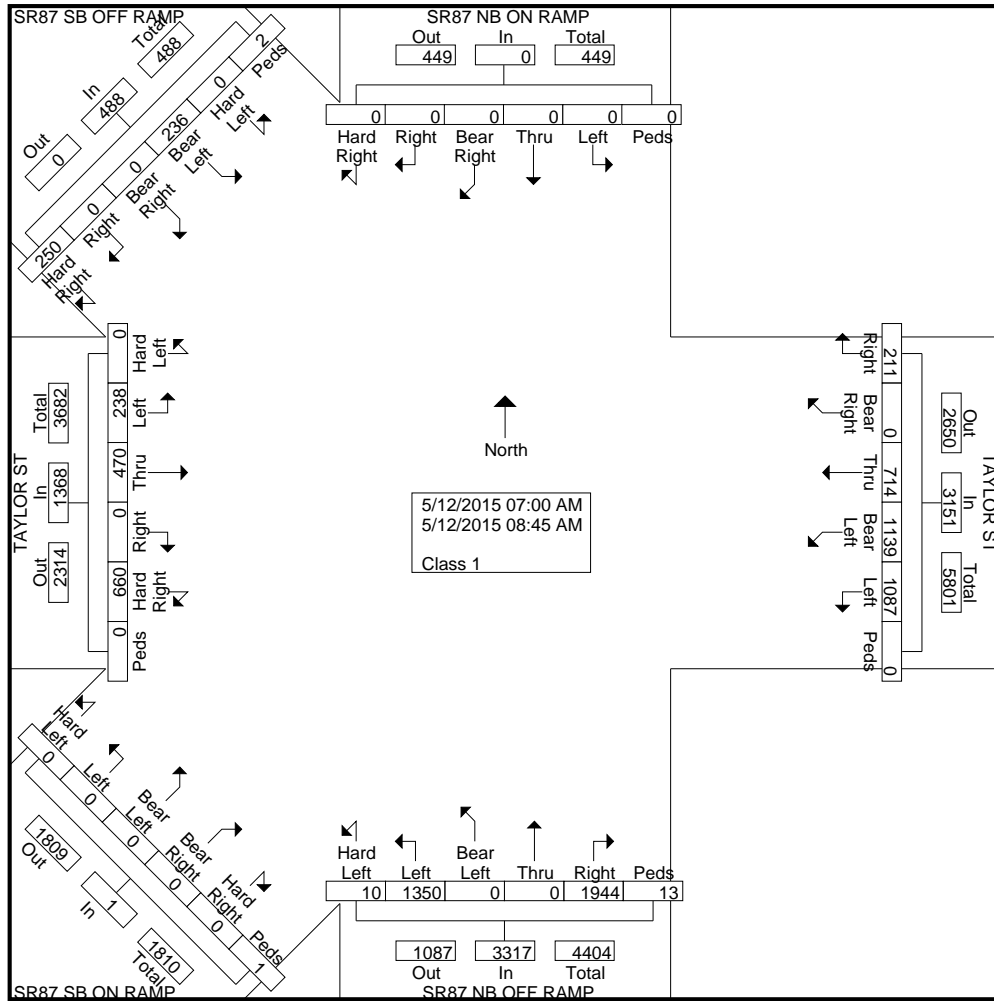 SR87 SB OFF RAMP
Out
In
Total
0
488
488
250
0
0
236
0
2
Hard
Right
Right
Bear
Right
Bear
Left
Hard
Left
Peds
SR87 NB ON RAMP
Out
In
Total
449
0
449
0
0
0
0
0
0
Hard
Right
Right
Bear
Right
Thru
Left
Peds
TAYLOR ST
Out
In
Total
2314
1368
3682
0
238
470
0
660
0
Hard
Left
Left
Thru
Right
Hard
Right
Peds
North
5/12/2015 07:00 AM
5/12/2015 08:45 AM
Class 1
Right
Bear
Right
Thru
Bear
Left
Left
Peds
211
0
714
1139
1087
0
Out
In
Total
2650
3151
5801
TAYLOR ST
Hard
Left
Left
Bear
Left
Bear
Right
Hard
Right
Peds
0
0
0
0
0
1
1809
1
1810
Out
In
Total
SR87 SB ON RAMP
Hard
Left
Left
Bear
Left
Thru
Right
Peds
10
1350
0
0
1944
13
1087
3317
4404
Out
In
Total
SR87 NB OFF RAMP